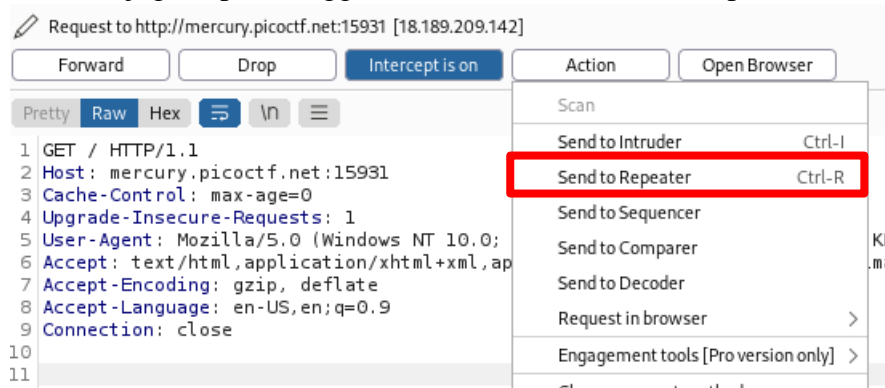 Request to http://mercury.picoctf.net:15931 [18.189.209.142]
Forward Drop Intercept is on Action Open Browser
Pretty Raw Hex \n
Scan
Send to Intruder Ctrl-I
Send to Repeater Ctrl-R
Send to Sequencer
Send to Comparer
Send to Decoder
Request in browser
Engagement tools [Pro version only]
1 GET / HTTP/1.1
2 Host: mercury.picoctf.net:15931
3 Cache-Control: max-age=0
4 Upgrade-Insecure-Requests: 1
5 User-Agent: Mozilla/5.0 (Windows NT 10.0;
6 Accept: text/html,application/xhtml+xml,ap
7 Accept-Encoding: gzip, deflate
8 Accept-Language: en-US,en;q=0.9
9 Connection: close
10
11